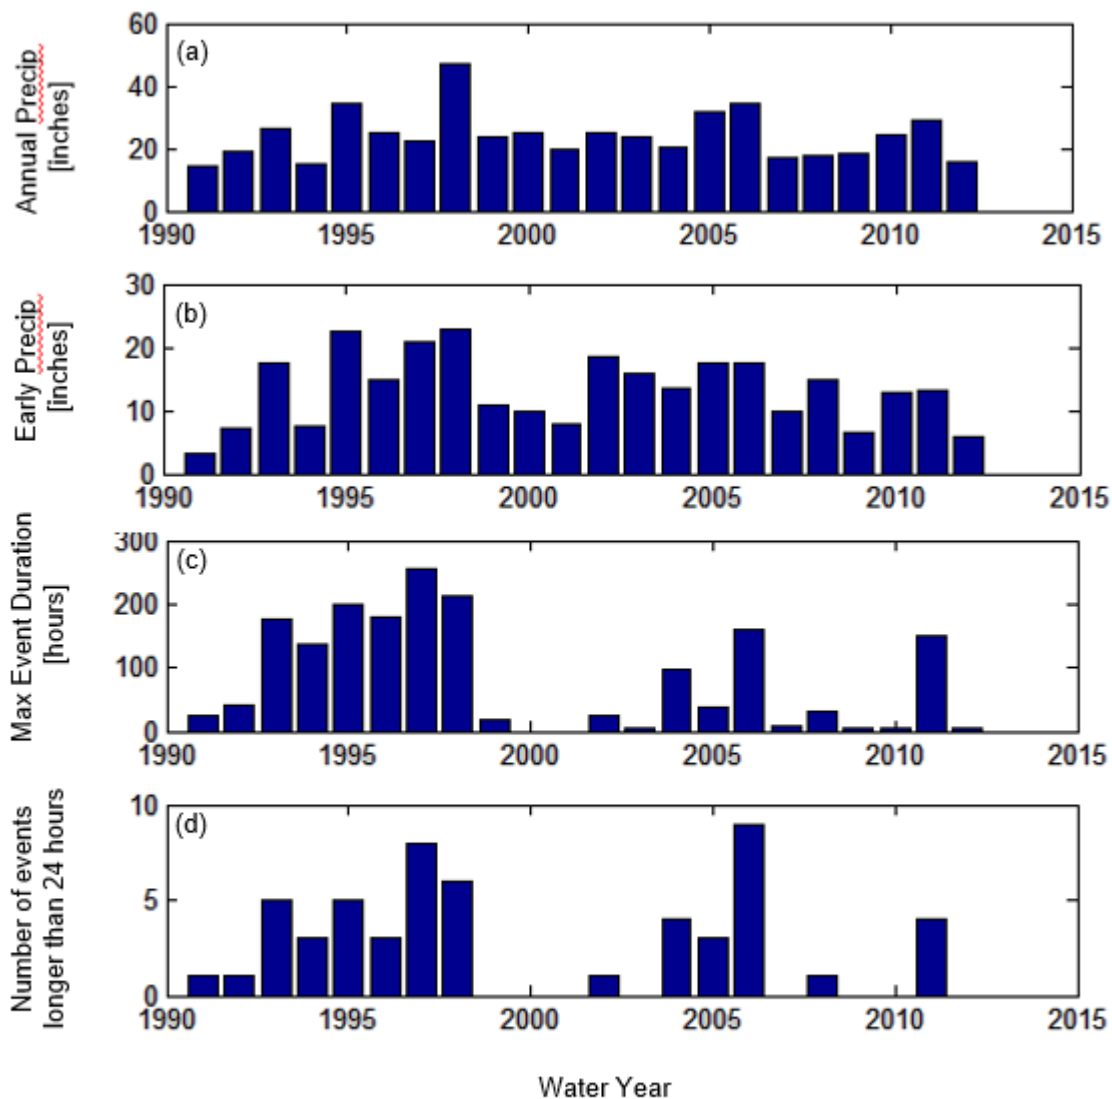 Annual Precip
[inches]
(a)
60
40
20
0
1990 1995 2000 2005 2010 2015
Early Precip
[inches]
(b)
30
20
10
0
1990 1995 2000 2005 2010 2015
Max Event Duration
[hours]
(c)
300
200
100
0
1990 1995 2000 2005 2010 2015
Number of events
longer than 24 hours
(d)
10
5
0
1990 1995 2000 2005 2010 2015
Water Year